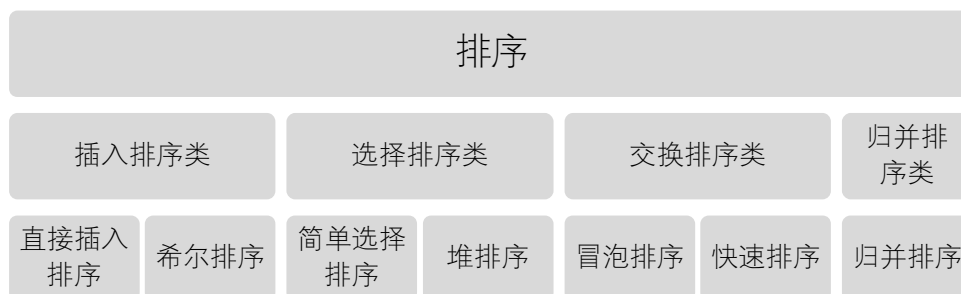 排序
插入排序类
选择排序类
交换排序类
归并排
序类
直接插入
排序
希尔排序
简单选择
排序
堆排序
冒泡排序
快速排序
归并排序